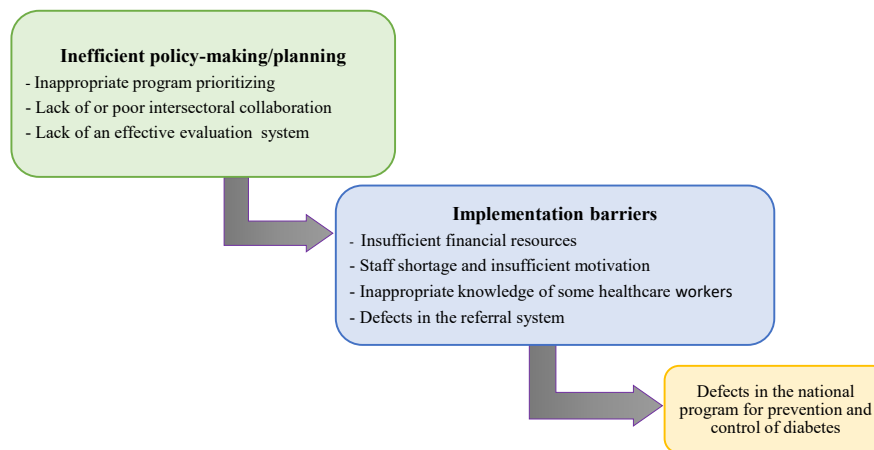 Inefficient policy-making/planning
- Inappropriate program prioritizing
- Lack of or poor intersectoral collaboration
- Lack of an effective evaluation system
Implementation barriers
- Insufficient financial resources
- Staff shortage and insufficient motivation
- Inappropriate knowledge of some healthcare workers
- Defects in the referral system
Defects in the national
program for prevention and
control of diabetes